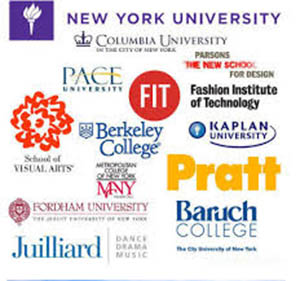 NEW YORK UNIVERSITY
COLUMBIA UNIVERSITY
IN THE CITY OF NEW YORK
PARSONS
THE NEW SCHOOL
FOR DESIGN
PACE
UNIVERSITY
FIT
Fashion Institute
of Technology
Berkeley
College®
KAPLAN
UNIVERSITY
School of
VISUAL ARTS®
METROPOLITAN
COLLEGE OF
NEW YORK
MCNY
Pratt
FORDHAM UNIVERSITY
THE JESUIT UNIVERSITY OF NEW YORK
Baruch
COLLEGE
The City University of New York
Juilliard
DANCE
DRAMA
MUSIC